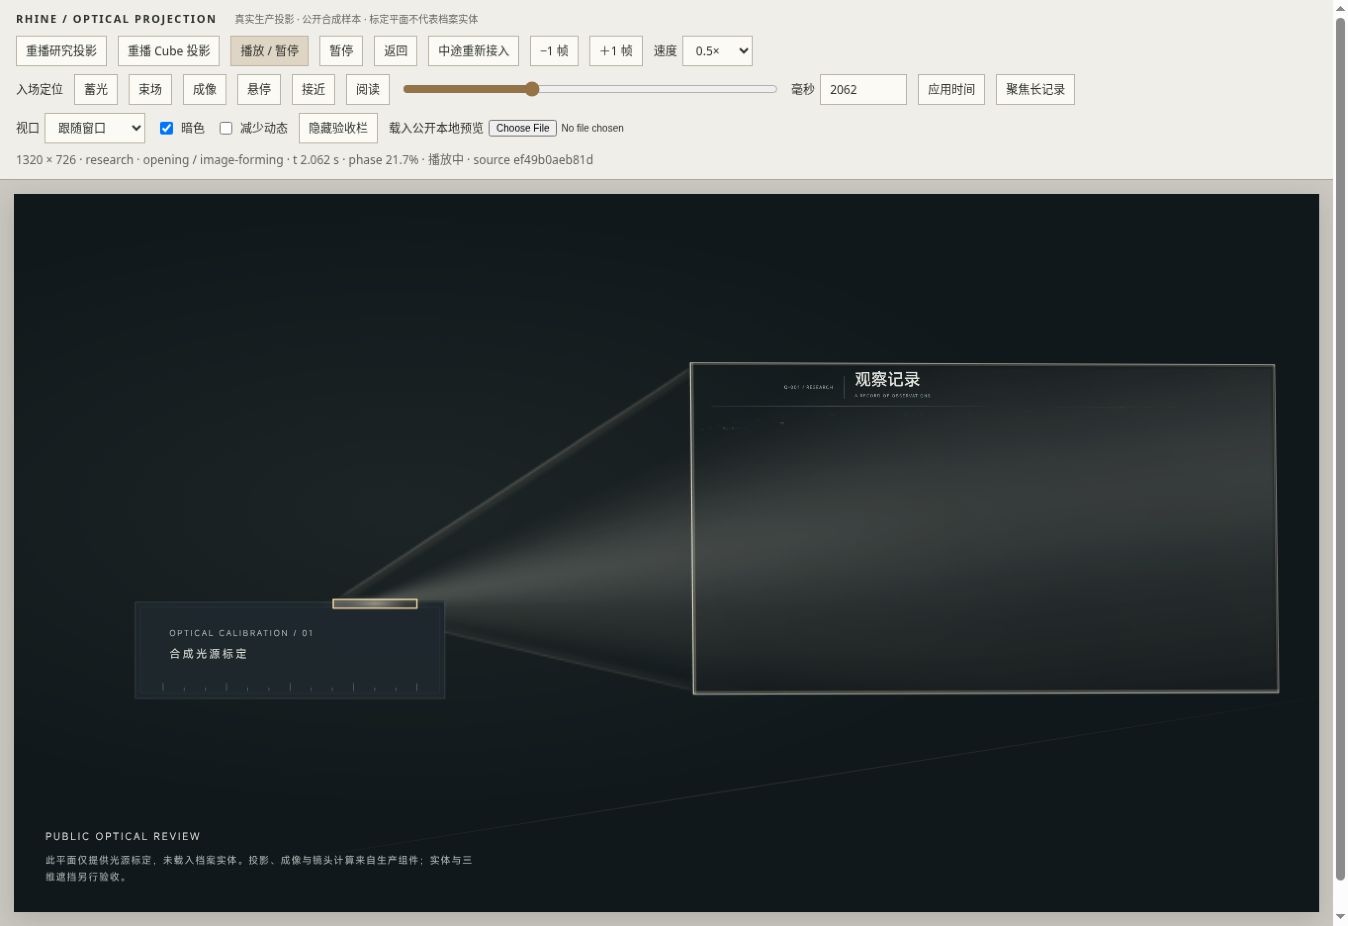 RHINE / OPTICAL PROJECTION 真实生产投影 · 公开合成样本 · 标定平面不代表档案实体
重播研究投影 重播 Cube 投影 播放 / 暂停 暂停 返回 中途重新接入 −1 帧 ＋1 帧 速度 0.5×
入场定位 蓄光 束场 成像 悬停 接近 阅读 毫秒 2062 应用时间 聚焦长记录
视口 跟随窗口 暗色 减少动态 隐藏验收栏 载入公开本地预览 Choose File No file chosen
1320 × 726 · research · opening / image-forming · t 2.062 s · phase 21.7% · 播放中 · source ef49b0aeb81d
观察记录
Q-001 / RESEARCH
A RECORD OF OBSERVATIONS
OPTICAL CALIBRATION / 01
合成光源标定
PUBLIC OPTICAL REVIEW
此平面仅提供光源标定，未载入档案实体。投影、成像与镜头计算来自生产组件；实体与三
维遮挡另行验收。